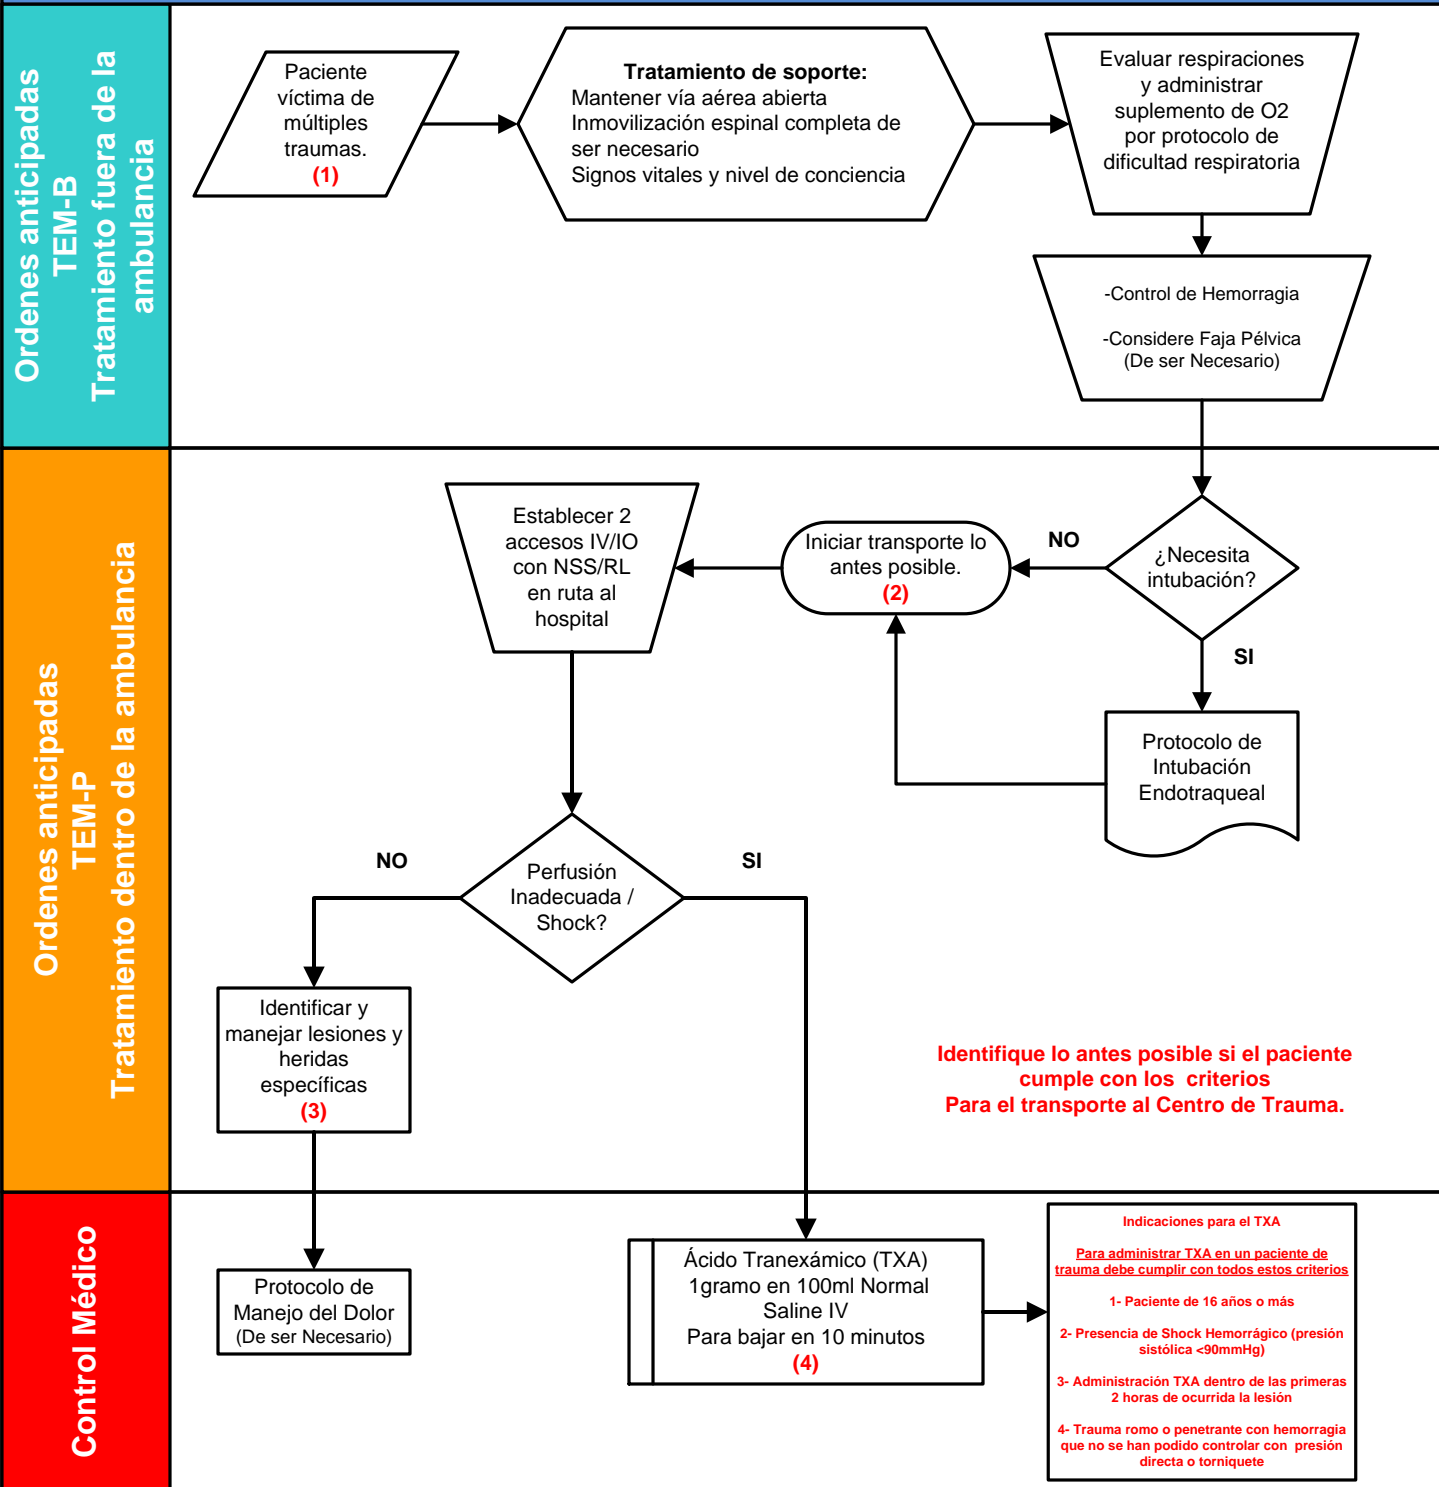 Ordenes anticipadas
TEM-B
Tratamiento fuera de la
ambulancia
Paciente
víctima de
múltiples
traumas.
(1)
Tratamiento de soporte:
Mantener vía aérea abierta
Inmovilización espinal completa de
ser necesario
Signos vitales y nivel de conciencia
Evaluar respiraciones
y administrar
suplemento de O2
por protocolo de
dificultad respiratoria
-Control de Hemorragia
-Considere Faja Pélvica
(De ser Necesario)
Ordenes anticipadas
TEM-P
Tratamiento dentro de la ambulancia
¿Necesita
intubación?
NO
SI
Iniciar transporte lo
antes posible.
(2)
Protocolo de
Intubación
Endotraqueal
Establecer 2
accesos IV/IO
con NSS/RL
en ruta al
hospital
Perfusión
Inadecuada /
Shock?
NO
SI
Identificar y
manejar lesiones y
heridas
específicas
(3)
Identifique lo antes posible si el paciente
cumple con los criterios
Para el transporte al Centro de Trauma.
Control Médico
Protocolo de
Manejo del Dolor
(De ser Necesario)
Ácido Tranexámico (TXA)
1gramo en 100ml Normal
Saline IV
Para bajar en 10 minutos
(4)
Indicaciones para el TXA
Para administrar TXA en un paciente de
trauma debe cumplir con todos estos criterios
1- Paciente de 16 años o más
2- Presencia de Shock Hemorrágico (presión
sistólica <90mmHg)
3- Administración TXA dentro de las primeras
2 horas de ocurrida la lesión
4- Trauma romo o penetrante con hemorragia
que no se han podido controlar con presión
directa o torniquete